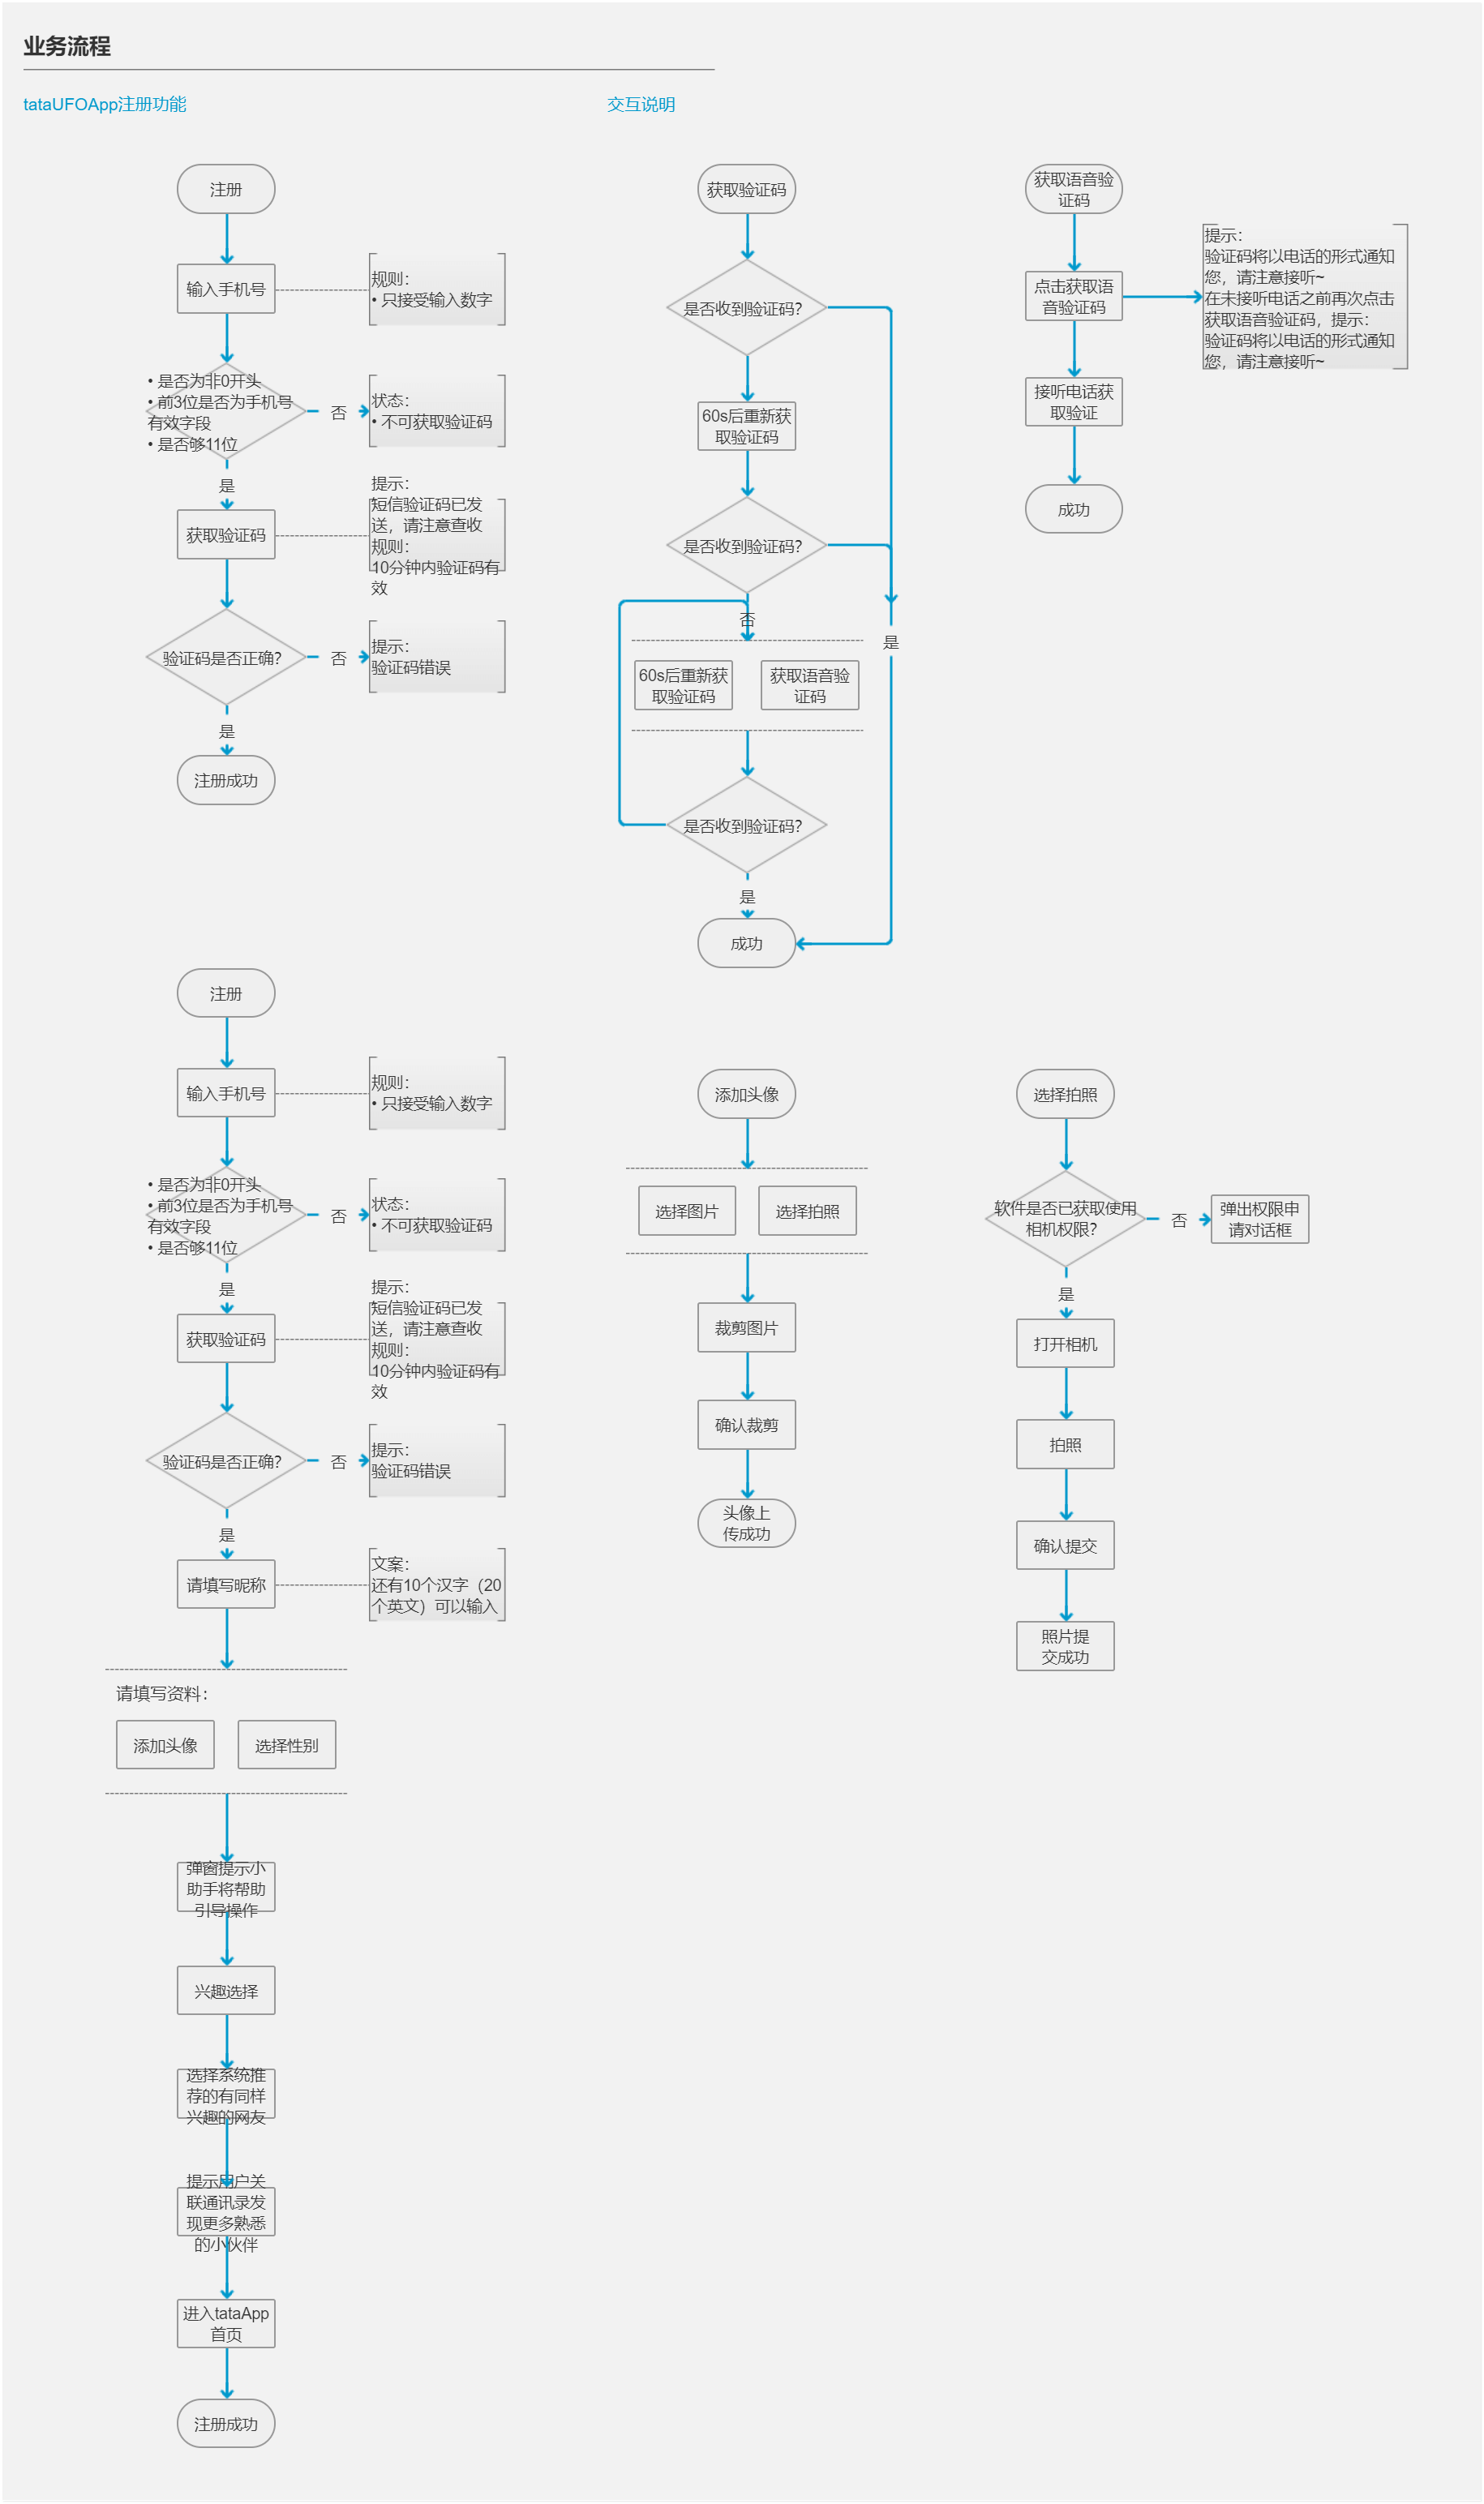 业务流程
tataUFOApp注册功能
交互说明
注册
输入手机号
规则：
• 只接受输入数字
• 是否为非0开头
• 前3位是否为手机号
有效字段
• 是否够11位
否
状态：
• 不可获取验证码
是
获取验证码
提示：
短信验证码已发
送，请注意查收
规则：
10分钟内验证码有
效
验证码是否正确？
否
提示：
验证码错误
是
注册成功
获取验证码
是否收到验证码？
60s后重新获
取验证码
是否收到验证码？
否
是
60s后重新获
取验证码
获取语音验
证码
是否收到验证码？
是
成功
获取语音验
证码
点击获取语
音验证码
提示：
验证码将以电话的形式通知
您，请注意接听~
在未接听电话之前再次点击
获取语音验证码，提示：
验证码将以电话的形式通知
您，请注意接听~
接听电话获
取验证
成功
注册
输入手机号
规则：
• 只接受输入数字
• 是否为非0开头
• 前3位是否为手机号
有效字段
• 是否够11位
否
状态：
• 不可获取验证码
是
获取验证码
提示：
短信验证码已发
送，请注意查收
规则：
10分钟内验证码有
效
验证码是否正确？
否
提示：
验证码错误
是
请填写昵称
文案：
还有10个汉字（20
个英文）可以输入
请填写资料：
添加头像
选择性别
弹窗提示小
助手将帮助
引导操作
兴趣选择
选择系统推
荐的有同样
兴趣的网友
提示用户关
联通讯录发
现更多熟悉
的小伙伴
进入tataApp
首页
注册成功
添加头像
选择图片
选择拍照
裁剪图片
确认裁剪
头像上
传成功
选择拍照
软件是否已获取使用
相机权限？
否
弹出权限申
请对话框
是
打开相机
拍照
确认提交
照片提
交成功